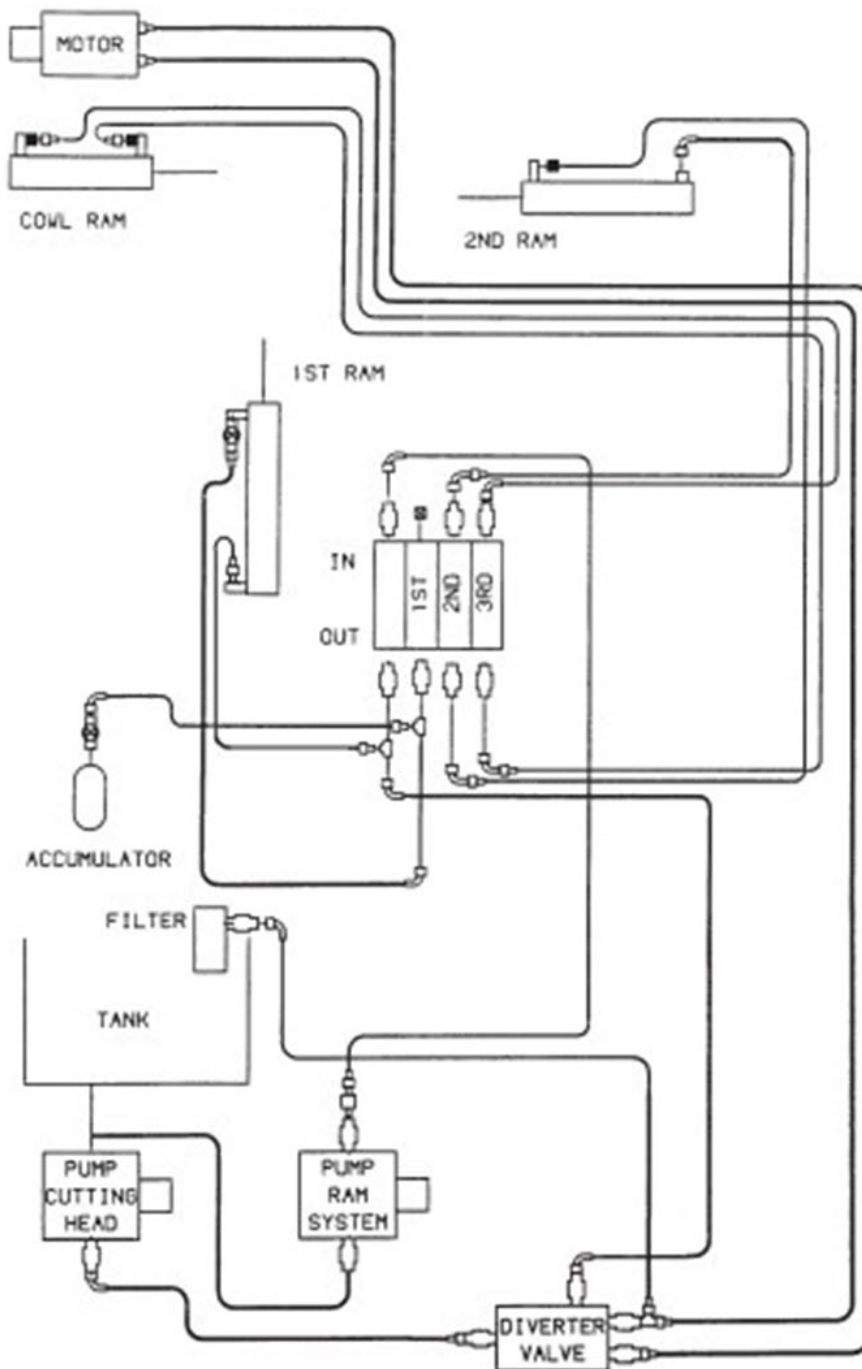 MOTOR
COWL RAM
2ND RAM
1ST RAM
IN
1ST
2ND
3RD
OUT
ACCUMULATOR
FILTER
TANK
PUMP
CUTTING
HEAD
PUMP
RAM
SYSTEM
DIVERTER
VALVE